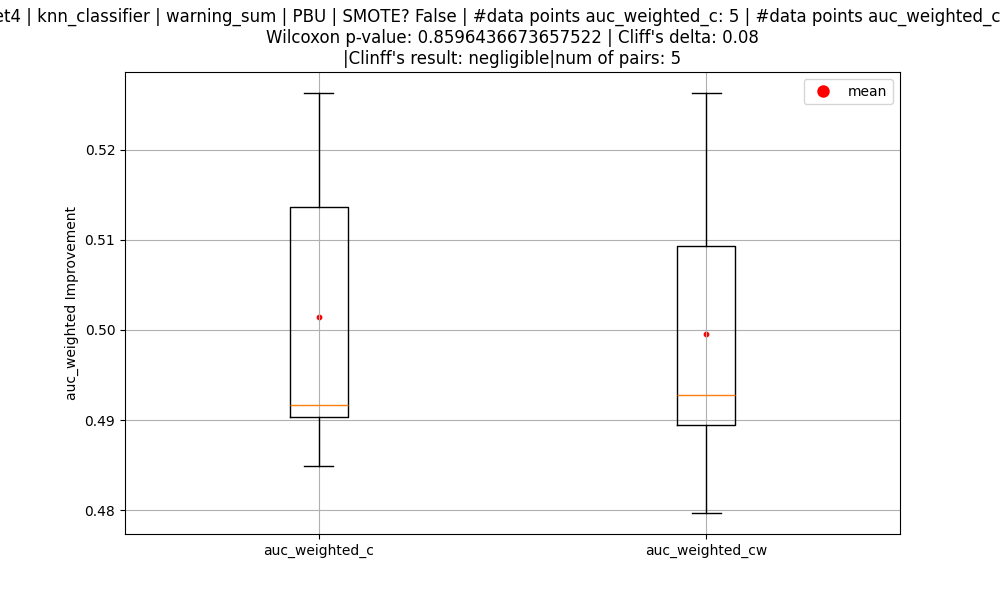 et4 | knn_classifier | warning_sum | PBU | SMOTE? False | #data points auc_weighted_c: 5 | #data points auc_weighted_c
Wilcoxon p-value: 0.8596436673657522 | Cliff's delta: 0.08
|Clinff's result: negligible|num of pairs: 5
mean
0.52
0.51
0.50
0.49
0.48
auc_weighted Improvement
auc_weighted_c
auc_weighted_cw